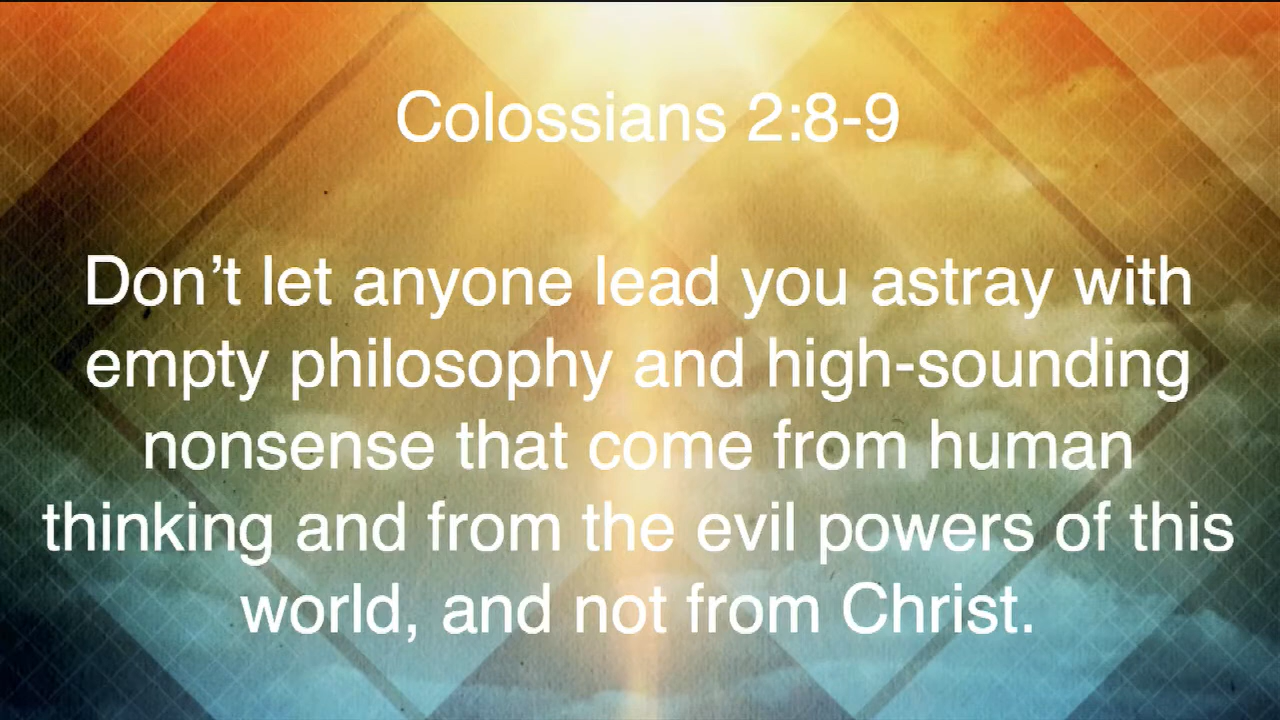 Colossians 2:8-9
Don’t let anyone lead you astray with
empty philosophy and high-sounding
nonsense that come from human
thinking and from the evil powers of this
world, and not from Christ.